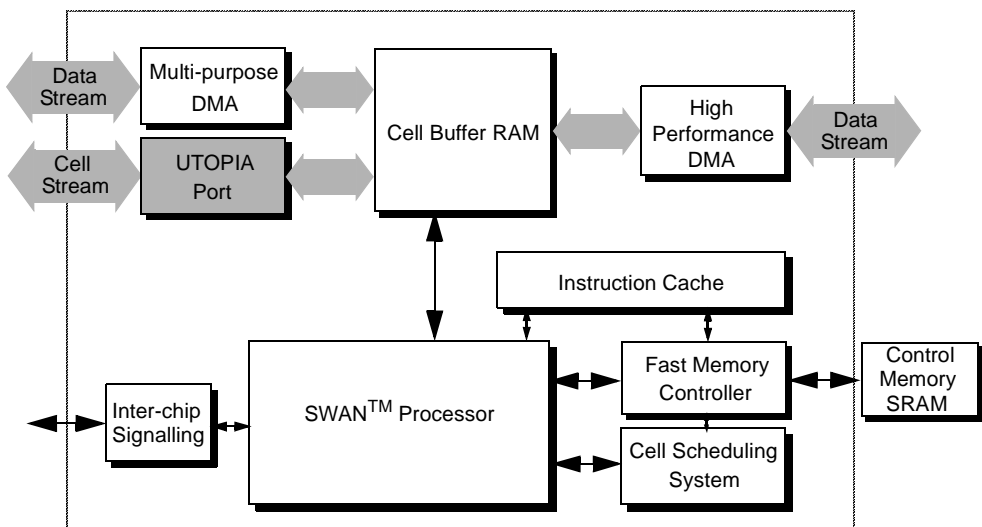 Data
Stream
Multi-purpose
DMA
Cell Buffer RAM
High
Performance
DMA
Data
Stream
Cell
Stream
UTOPIA
Port
Instruction Cache
SWAN™ Processor
Fast Memory
Controller
Control
Memory
SRAM
Inter-chip
Signalling
Cell Scheduling
System